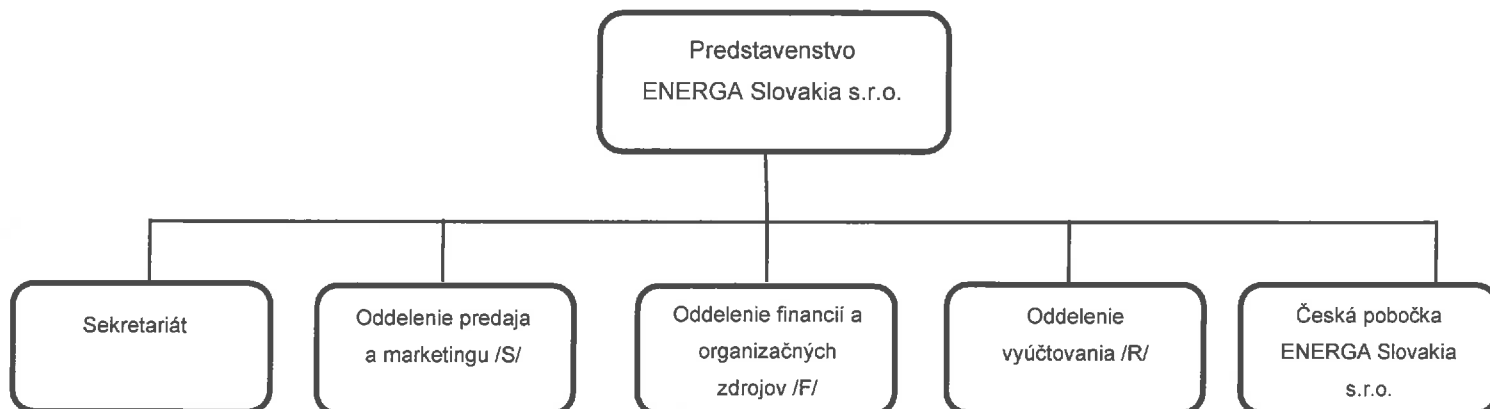 Predstavenstvo
ENERGA Slovakia s.r.o.
Sekretariát
Oddelenie predaja
a marketingu /S/
Oddelenie financií a
organizačných
zdrojov /F/
Oddelenie
vyúčtovania /R/
Česká pobočka
ENERGA Slovakia
s.r.o.